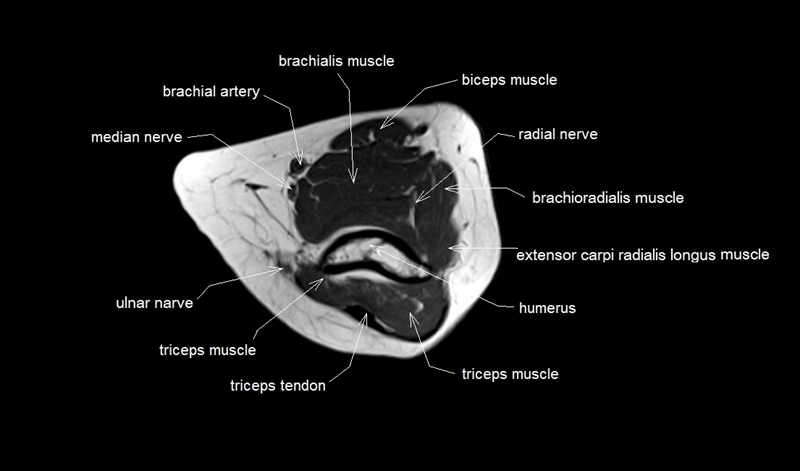 brachialis muscle
biceps muscle
brachial artery
radial nerve
median nerve
brachioradialis muscle
extensor carpi radialis longus muscle
ulnar narve
humerus
triceps muscle
triceps muscle
triceps tendon